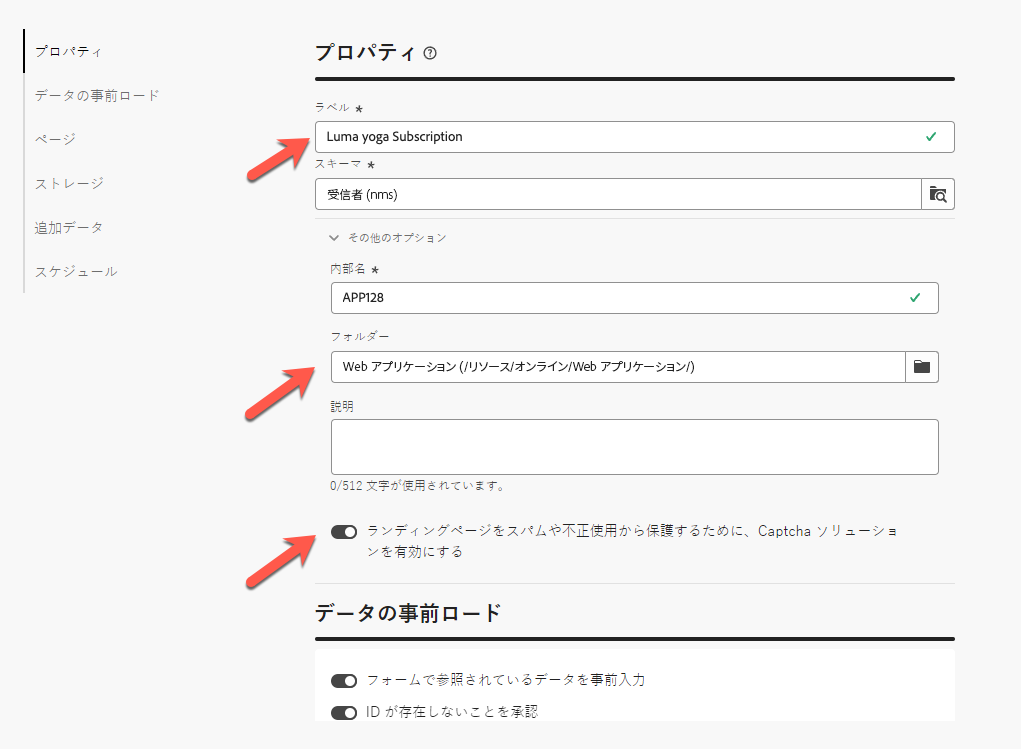 プロパティ
データの事前ロード
ページ
ストレージ
追加データ
スケジュール
プロパティ ?
ラベル *
Luma yoga Subscription
スキーマ *
受信者 (nms)
その他のオプション
内部名 *
APP128
フォルダー
Web アプリケーション (/リソース/オンライン/Web アプリケーション/)
説明
0/512 文字が使用されています。
ランディングページをスパムや不正使用から保護するために、Captcha ソリューショ
ンを有効にする
データの事前ロード
フォームで参照されているデータを事前入力
ID が存在しないことを承認